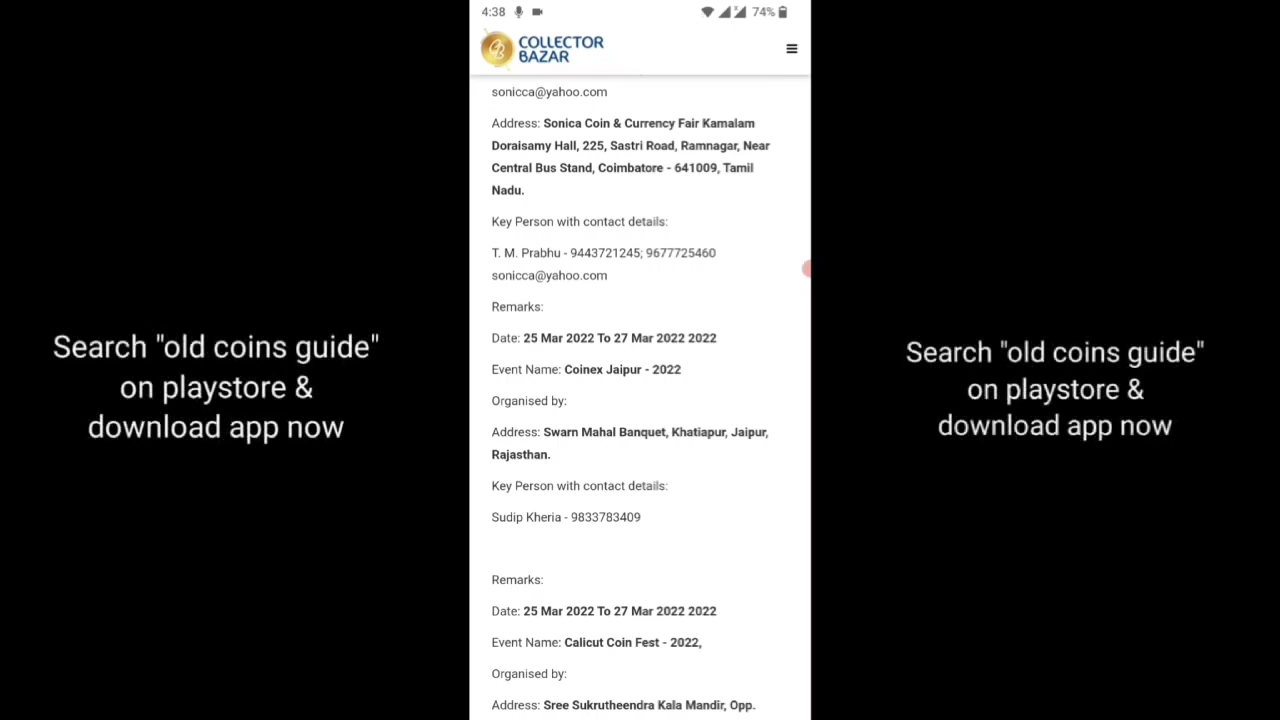 4:38
74%
COLLECTOR
BAZAR
sonicca@yahoo.com
Address: Sonica Coin & Currency Fair Kamalam
Doraisamy Hall, 225, Sastri Road, Ramnagar, Near
Central Bus Stand, Coimbatore - 641009, Tamil
Nadu.
Key Person with contact details:
T. M. Prabhu - 9443721245; 9677725460
sonicca@yahoo.com
Remarks:
Date: 25 Mar 2022 To 27 Mar 2022 2022
Event Name: Coinex Jaipur - 2022
Organised by:
Address: Swarn Mahal Banquet, Khatiapur, Jaipur,
Rajasthan.
Key Person with contact details:
Sudip Kheria - 9833783409
Remarks:
Date: 25 Mar 2022 To 27 Mar 2022 2022
Event Name: Calicut Coin Fest - 2022,
Organised by:
Address: Sree Sukrutheendra Kala Mandir, Opp.
Search "old coins guide"
on playstore &
download app now
Search "old coins guide"
on playstore &
download app now